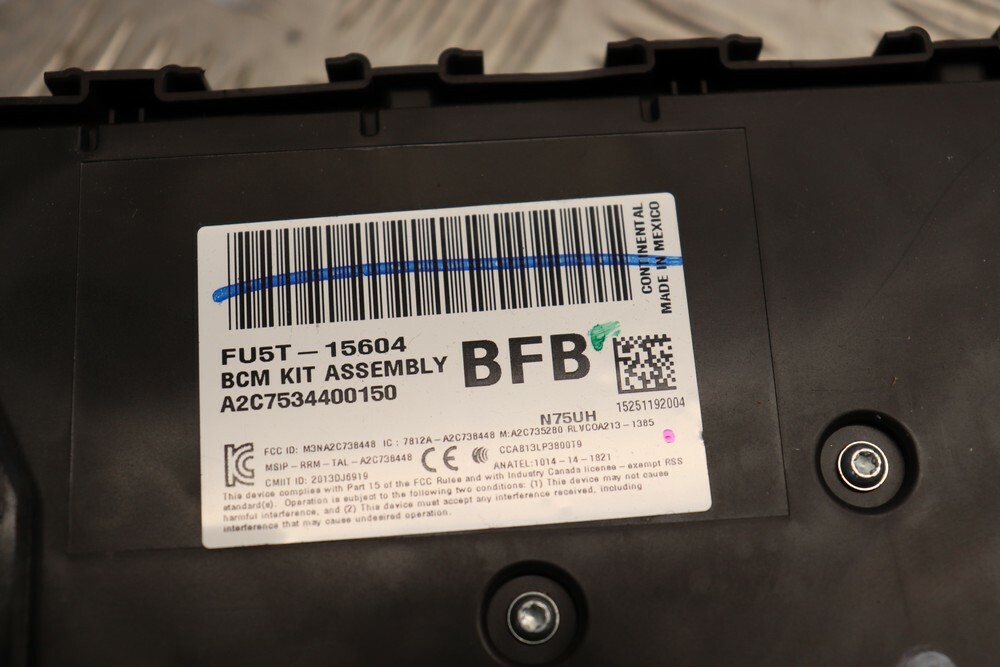 CONTINENTAL
MADE IN MEXICO
FU5T-15604
BCM KIT ASSEMBLY
A2C7534400150
BFB
15251192004
N75UH
FCC ID: M3NA2C738448 IC: 7812A-A2C738448 M:A2C735280 RLVCOA213-1385
MSIP-RRM-TAL-A2C738448
CE
CCAB13LP3800T9
CMIIT ID: 2013DJ6919
ANATEL:1014-14-1821
This device complies with Part 15 of the FCC Rules and with Industry Canada license-exempt RSS
standard(s). Operation is subject to the following two conditions: (1) This device may not cause
harmful interference, and (2) This device must accept any interference received, including
interference that may cause undesired operation.